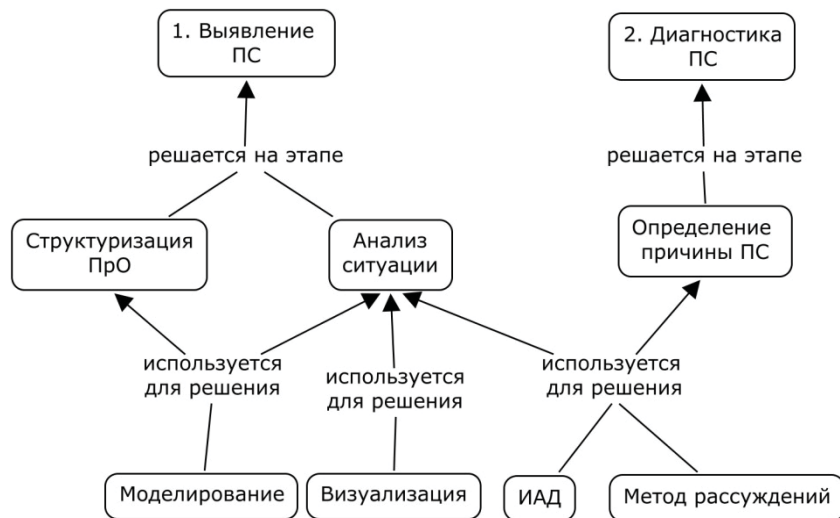 1. Выявление
ПС
2. Диагностика
ПС
решается на этапе
решается на этапе
Структуризация
ПрО
Анализ
ситуации
Определение
причины ПС
используется
для решения
используется
для решения
используется
для решения
Моделирование
Визуализация
ИАД
Метод рассуждений